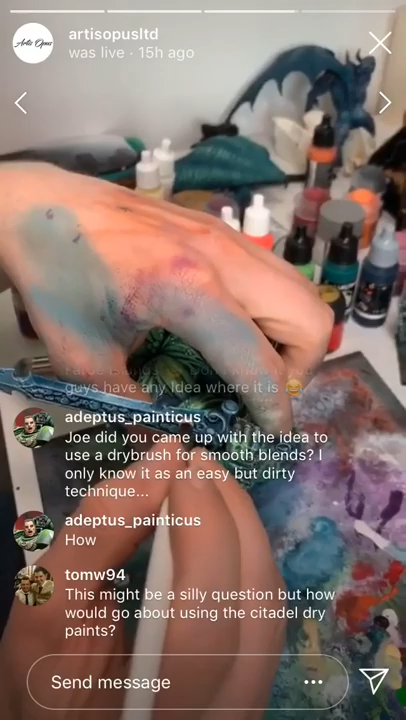 Artis Opus
artisopusltd
was live · 15h ago
guys have any Idea where it is 😂
adeptus_painticus
Joe did you came up with the idea to
use a drybrush for smooth blends? I
only know it as an easy but dirty
technique...
adeptus_painticus
How
tomw94
This might be a silly question but how
would go about using the citadel dry
paints?
Send message